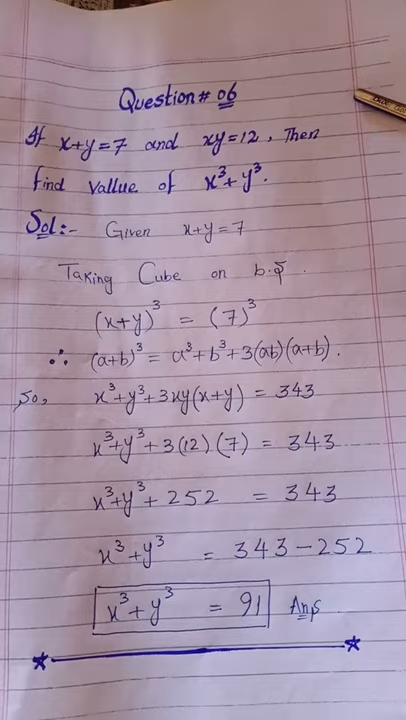 Question# 06
If x+y=7 and xy=12, Then
find vallue of x³+y³.
Sol:- Given x+y=7
Taking Cube on b.s
(x+y)³ = (7)³
∴ (a+b)³ = a³+b³+3(ab)(a+b).
So, x³+y³+3xy(x+y) = 343
x³+y³+3(12)(7) = 343
x³+y³+252 = 343
x³+y³ = 343-252
x³+y³ = 91 Ans